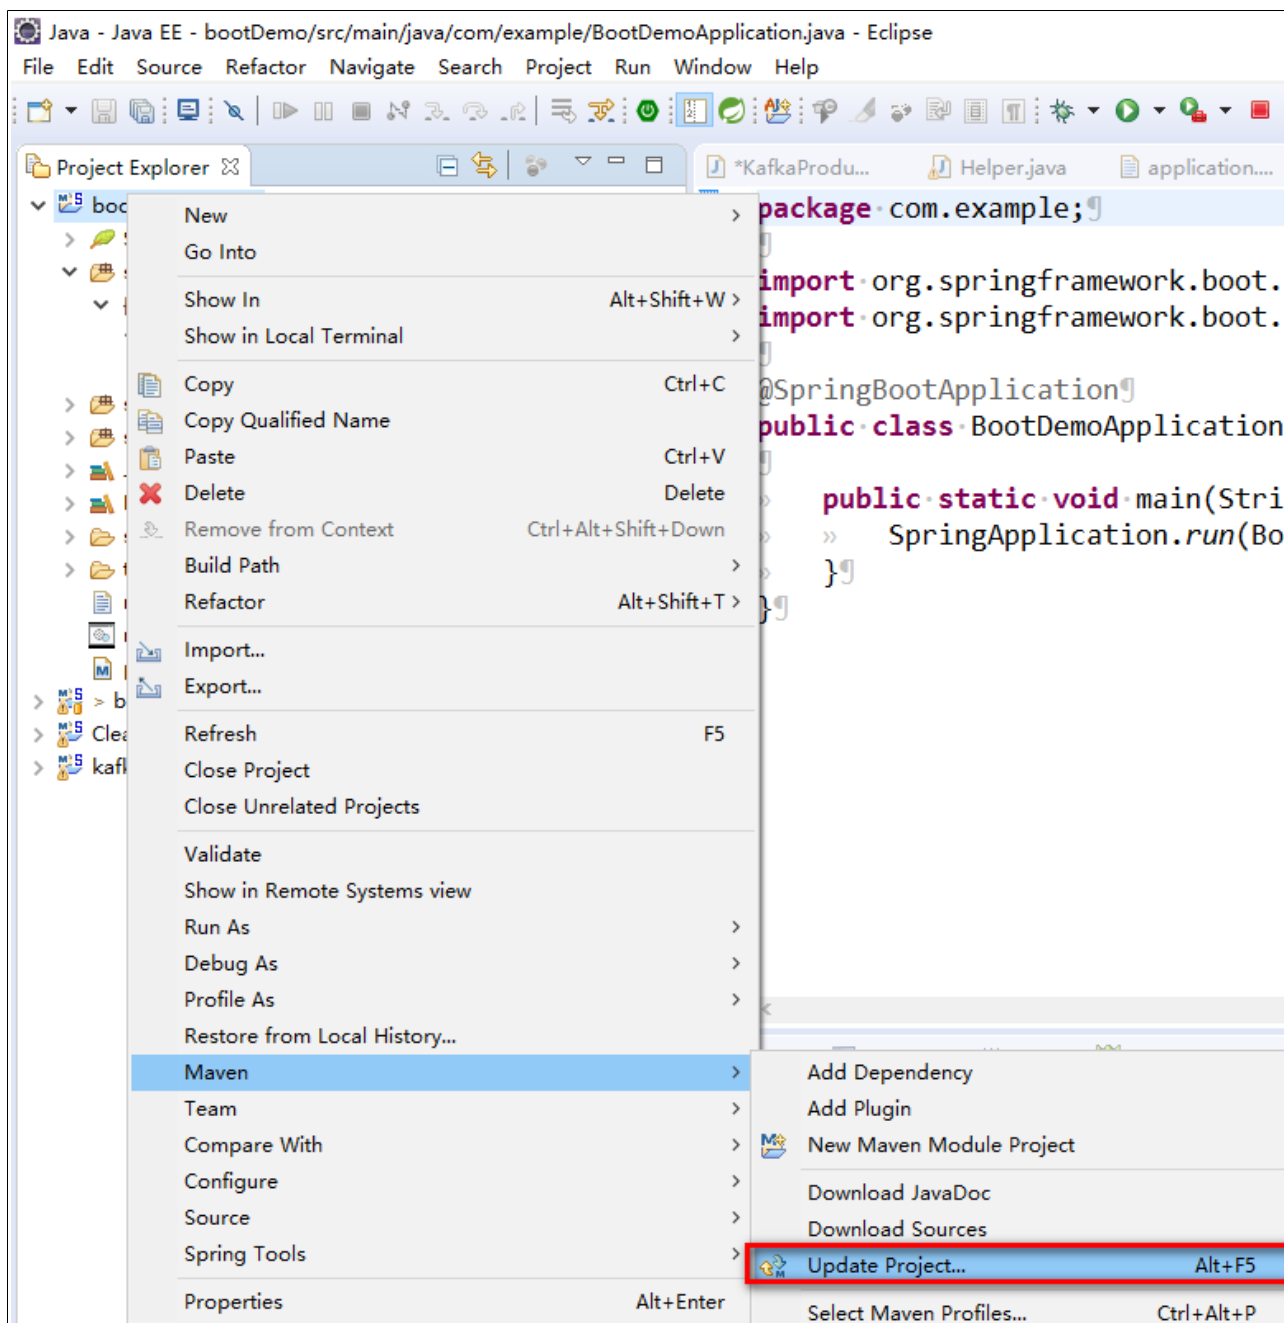 Java - Java EE - bootDemo/src/main/java/com/example/BootDemoApplication.java - Eclipse
File Edit Source Refactor Navigate Search Project Run Window Help
Project Explorer
*KafkaProdu... Helper.java application....
boo
New
Go Into
Show In Alt+Shift+W
Show in Local Terminal
Copy Ctrl+C
Copy Qualified Name
Paste Ctrl+V
Delete Delete
Remove from Context Ctrl+Alt+Shift+Down
Build Path
Refactor Alt+Shift+T
Import...
Export...
> b
Refresh F5
Clea
Close Project
kafk
Close Unrelated Projects
Validate
Show in Remote Systems view
Run As
Debug As
Profile As
Restore from Local History...
Maven
Team
Compare With
Configure
Source
Spring Tools
Properties Alt+Enter
package com.example;
import org.springframework.boot.
import org.springframework.boot.
@SpringBootApplication
public class BootDemoApplication
public static void main(Stri
SpringApplication.run(Bo
}
}
Add Dependency
Add Plugin
New Maven Module Project
Download JavaDoc
Download Sources
Update Project... Alt+F5
Select Maven Profiles... Ctrl+Alt+P